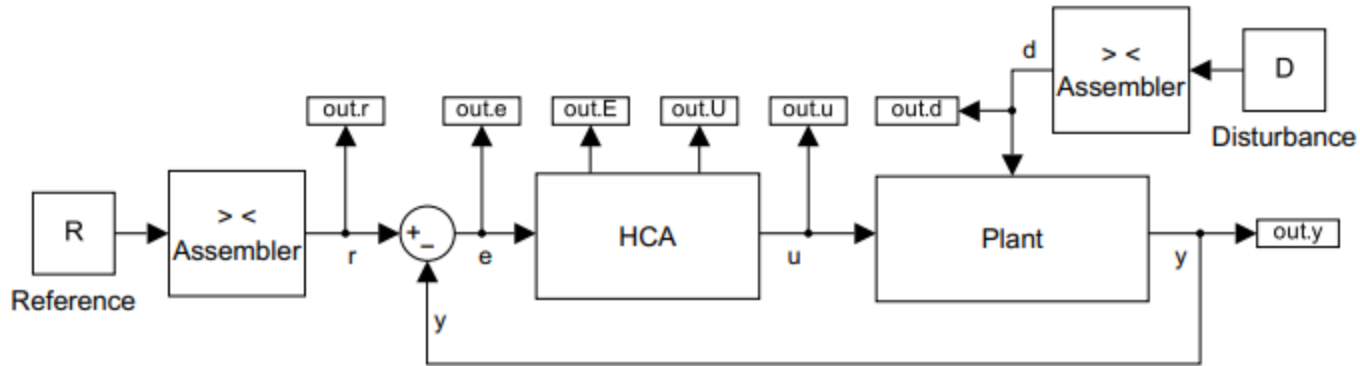 d
> <
Assembler
D
Disturbance
out.r
out.e
out.E
out.U
out.u
out.d
R
Reference
> <
Assembler
r
+
−
e
HCA
u
Plant
y
out.y
y